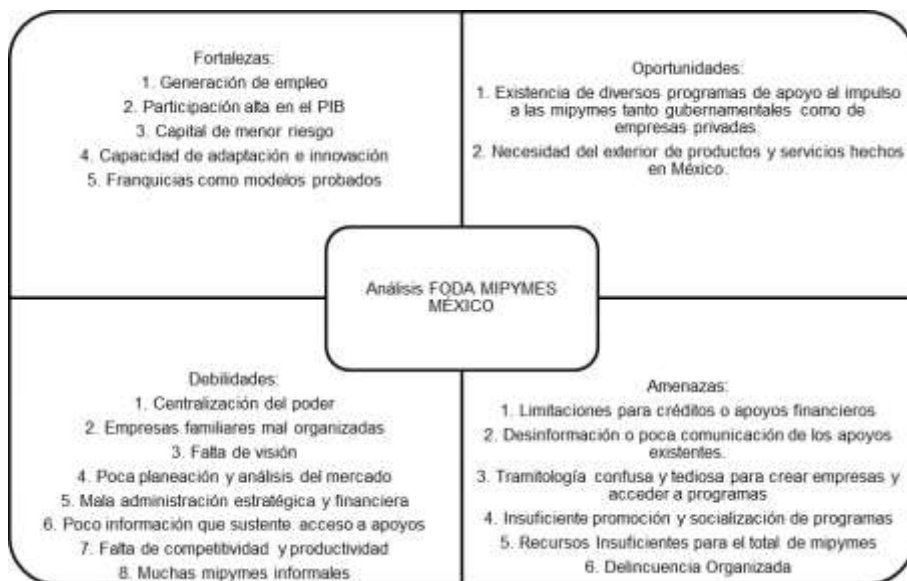 Fortalezas:
1. Generación de empleo
2. Participación alta en el PIB
3. Capital de menor riesgo
4. Capacidad de adaptación e innovación
5. Franquicias como modelos probados
Oportunidades:
1. Existencia de diversos programas de apoyo al impulso
a las mipymes tanto gubernamentales como de
empresas privadas.
2. Necesidad del exterior de productos y servicios hechos
en México.
Análisis FODA MIPYMES
MÉXICO
Debilidades:
1. Centralización del poder
2. Empresas familiares mal organizadas
3. Falta de visión
4. Poca planeación y análisis del mercado
5. Mala administración estratégica y financiera
6. Poco información que sustente acceso a apoyos
7. Falta de competitividad y productividad
8. Muchas mipymes informales
Amenazas:
1. Limitaciones para créditos o apoyos financieros
2. Desinformación o poca comunicación de los apoyos
existentes.
3. Tramitología confusa y tediosa para crear empresas y
acceder a programas
4. Insuficiente promoción y socialización de programas
5. Recursos Insuficientes para el total de mipymes
6. Delincuencia Organizada